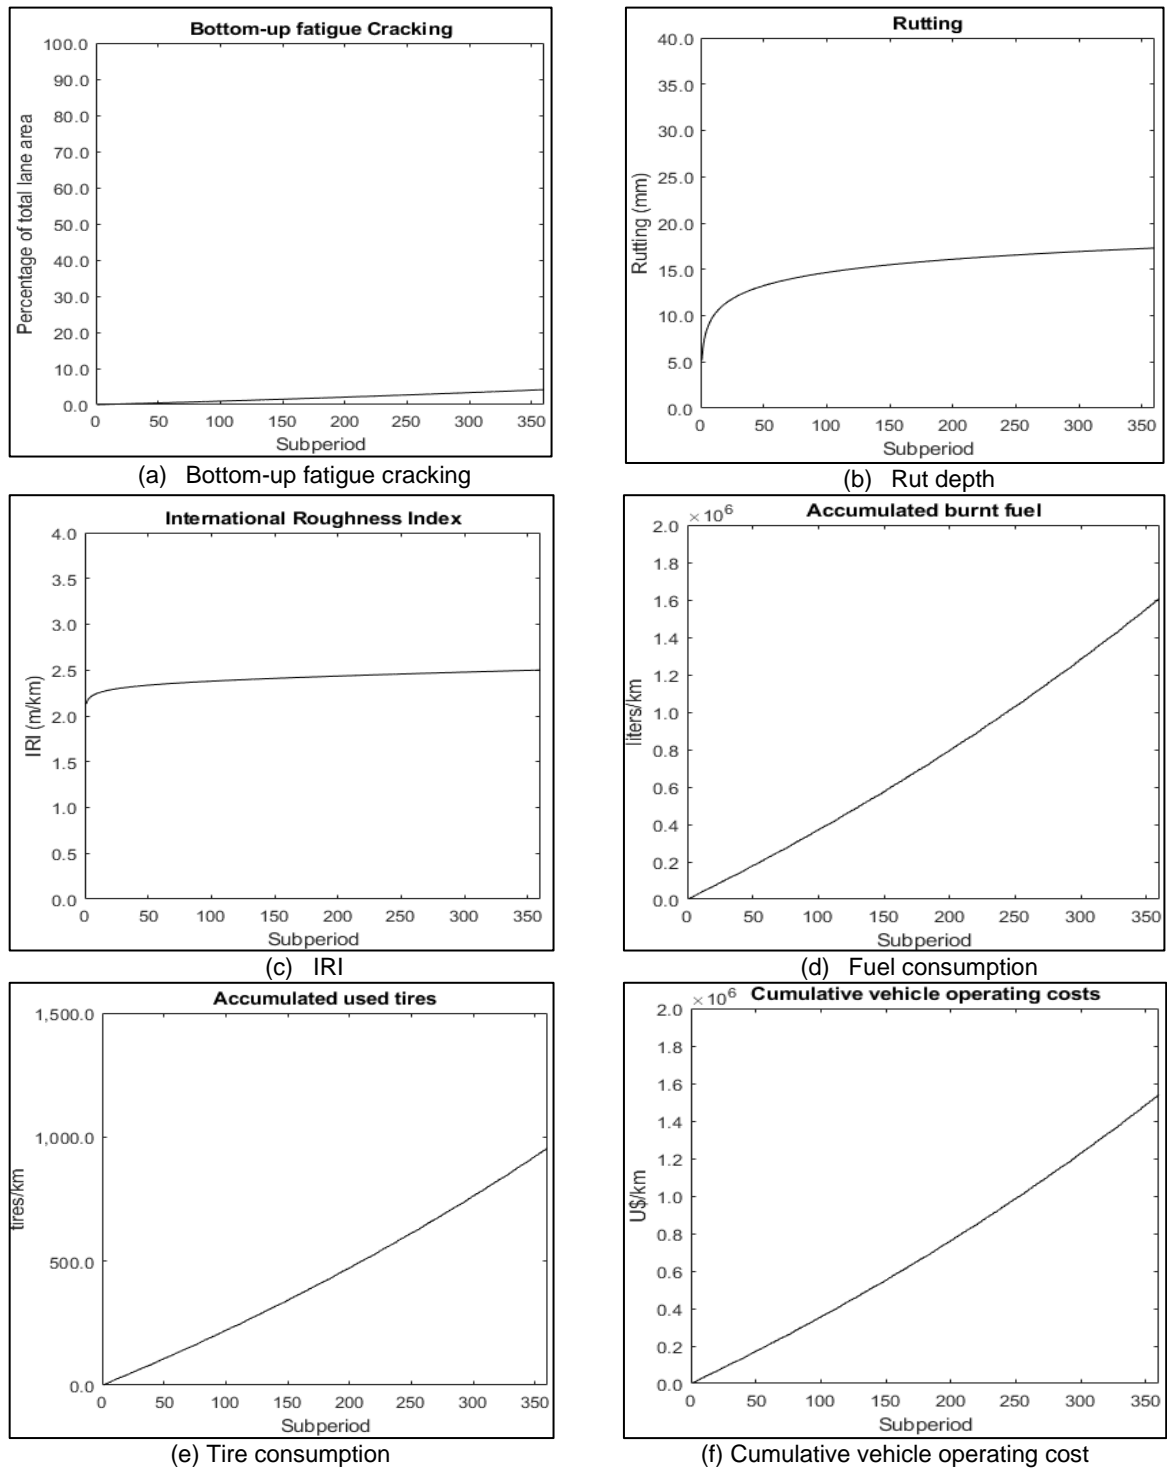 Bottom-up fatigue Cracking
100.0
90.0
80.0
70.0
60.0
50.0
40.0
30.0
20.0
10.0
0.0
Percentage of total lane area
0 50 100 150 200 250 300 350
Subperiod
(a) Bottom-up fatigue cracking
Rutting
40.0
35.0
30.0
25.0
20.0
15.0
10.0
5.0
0.0
Rutting (mm)
0 50 100 150 200 250 300 350
Subperiod
(b) Rut depth
International Roughness Index
4.0
3.5
3.0
2.5
2.0
1.5
1.0
0.5
0.0
IRI (m/km)
0 50 100 150 200 250 300 350
Subperiod
(c) IRI
×10^6
Accumulated burnt fuel
2.0
1.8
1.6
1.4
1.2
1.0
0.8
0.6
0.4
0.2
0.0
liters/km
0 50 100 150 200 250 300 350
Subperiod
(d) Fuel consumption
Accumulated used tires
1,500.0
1,000.0
500.0
0.0
tires/km
0 50 100 150 200 250 300 350
Subperiod
(e) Tire consumption
×10^6
Cumulative vehicle operating costs
2.0
1.8
1.6
1.4
1.2
1.0
0.8
0.6
0.4
0.2
0.0
U$/km
0 50 100 150 200 250 300 350
Subperiod
(f) Cumulative vehicle operating cost